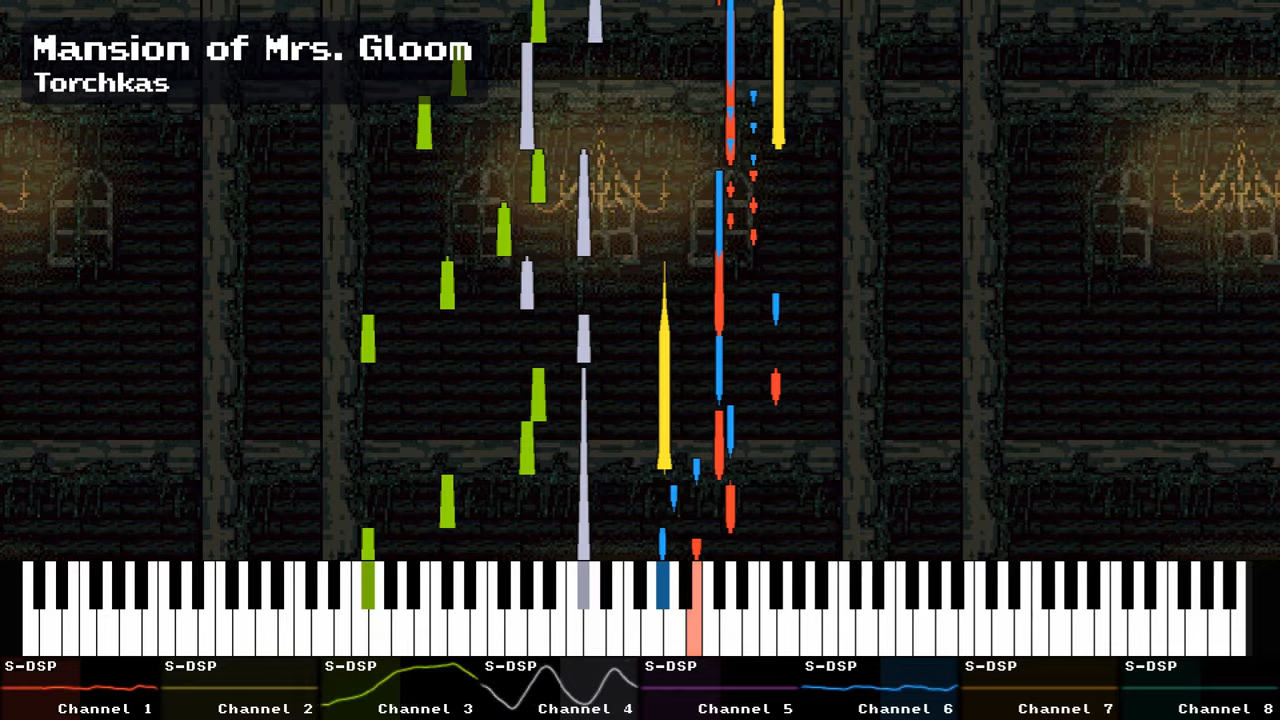 Mansion of Mrs. Gloom
Torchkas
S-DSP S-DSP S-DSP S-DSP S-DSP S-DSP S-DSP S-DSP
Channel 1 Channel 2 Channel 3 Channel 4 Channel 5 Channel 6 Channel 7 Channel 8